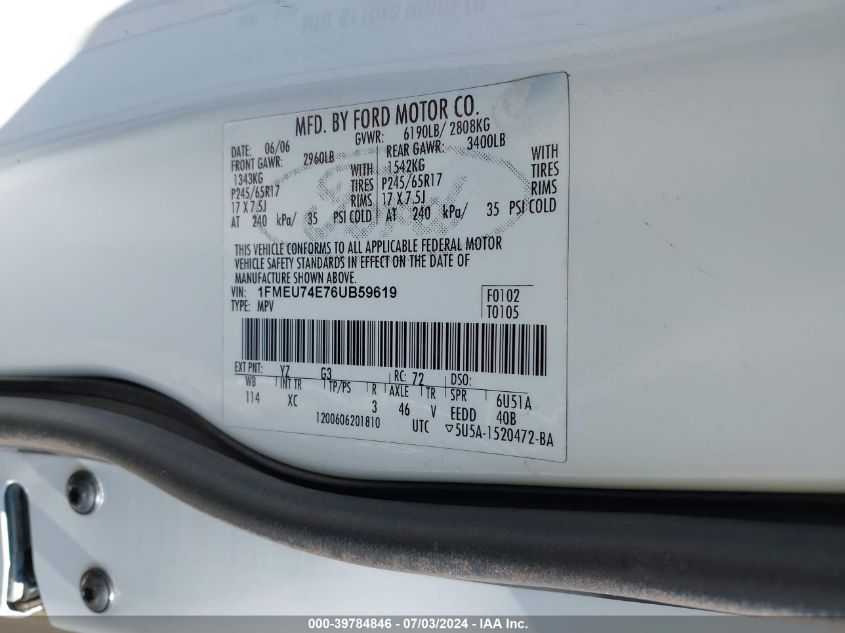 MFD. BY FORD MOTOR CO.
DATE: 06/06 GVWR: 6190LB/ 2808KG
FRONT GAWR: 2960LB REAR GAWR: 3400LB
1343KG WITH 1542KG WITH
P245/65R17 TIRES P245/65R17 TIRES
17 X 7.5J RIMS 17 X 7.5J RIMS
AT 240 kPa/ 35 PSI COLD AT 240 kPa/ 35 PSI COLD
Ford
THIS VEHICLE CONFORMS TO ALL APPLICABLE FEDERAL MOTOR
VEHICLE SAFETY STANDARDS IN EFFECT ON THE DATE OF
MANUFACTURE SHOWN ABOVE.
VIN: 1FMEU74E76UB59619 F0102
TYPE: MPV T0105
EXT PNT: YZ G3 RC: 72 DSO:
WB INT TR TP/PS R AXLE TR SPR 6U51A
114 XC 3 46 V EEDD 40B
1200606201810 UTC ▽5U5A-1520472-BA
000-39784846 - 07/03/2024 - IAA Inc.